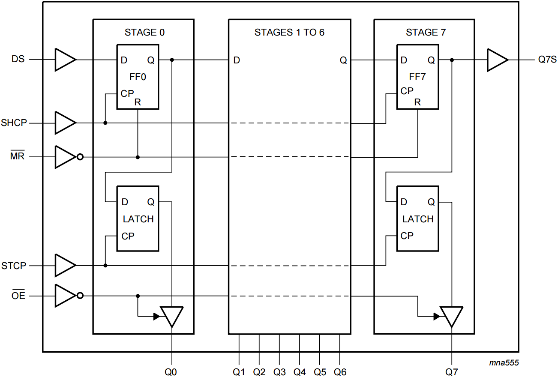 STAGE 0
STAGES 1 TO 6
STAGE 7
DS
D
Q
FF0
CP
R
D
Q
D
Q
FF7
CP
R
Q7S
SHCP
MR
D
Q
LATCH
CP
D
Q
LATCH
CP
STCP
OE
mna555
Q0
Q1
Q2
Q3
Q4
Q5
Q6
Q7